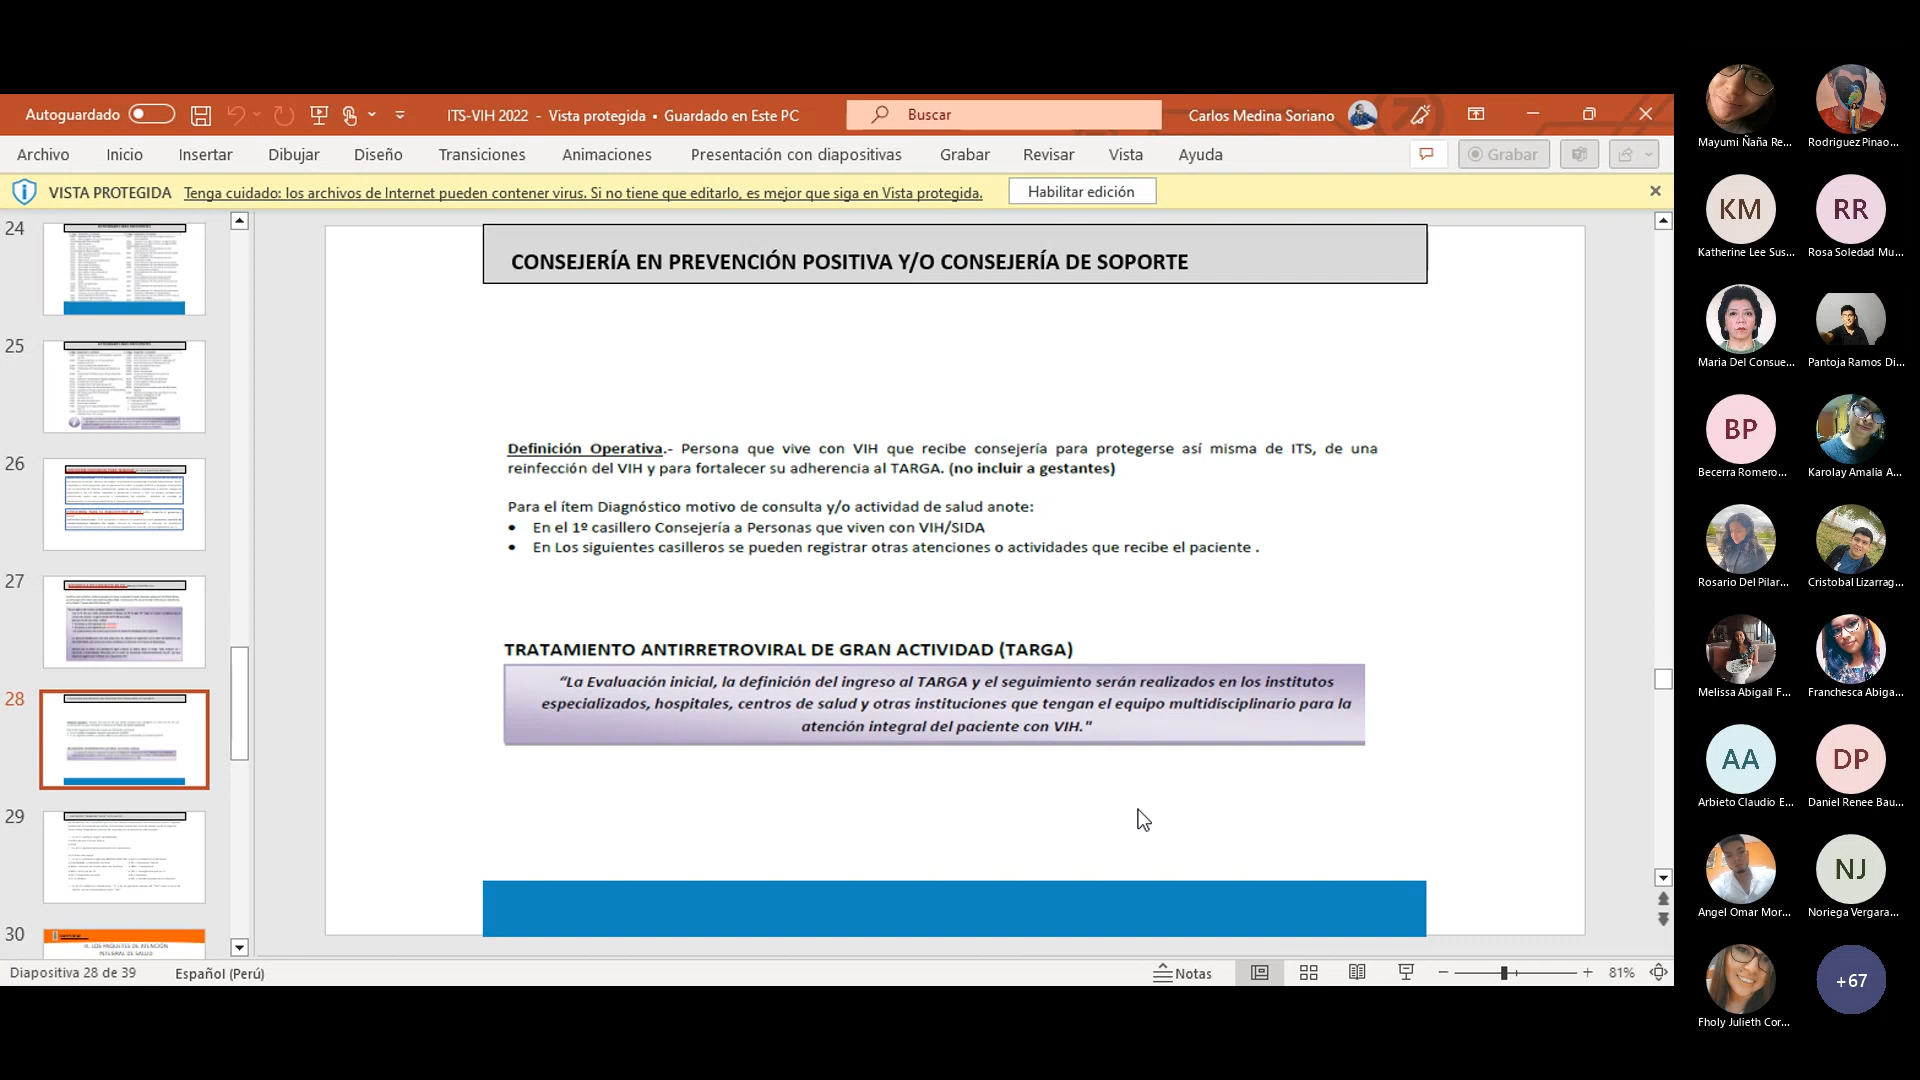 Autoguardado
ITS-VIH 2022 - Vista protegida • Guardado en Este PC
Buscar
Carlos Medina Soriano
Archivo Inicio Insertar Dibujar Diseño Transiciones Animaciones Presentación con diapositivas Grabar Revisar Vista Ayuda
Grabar
VISTA PROTEGIDA Tenga cuidado: los archivos de Internet pueden contener virus. Si no tiene que editarlo, es mejor que siga en Vista protegida. Habilitar edición
24
25
26
27
28
29
30
III. LOS PAQUETES DE ATENCIÓN
INTEGRAL DE SALUD
CONSEJERÍA EN PREVENCIÓN POSITIVA Y/O CONSEJERÍA DE SOPORTE
Definición Operativa.- Persona que vive con VIH que recibe consejería para protegerse así misma de ITS, de una
reinfección del VIH y para fortalecer su adherencia al TARGA. (no incluir a gestantes)
Para el ítem Diagnóstico motivo de consulta y/o actividad de salud anote:
• En el 1º casillero Consejería a Personas que viven con VIH/SIDA
• En Los siguientes casilleros se pueden registrar otras atenciones o actividades que recibe el paciente .
TRATAMIENTO ANTIRRETROVIRAL DE GRAN ACTIVIDAD (TARGA)
“La Evaluación inicial, la definición del ingreso al TARGA y el seguimiento serán realizados en los institutos
especializados, hospitales, centros de salud y otras instituciones que tengan el equipo multidisciplinario para la
atención integral del paciente con VIH."
Diapositiva 28 de 39 Español (Perú)
Notas
81%
Mayumi Ñaña Re...
Rodriguez Pinao...
KM
Katherine Lee Sus...
RR
Rosa Soledad Mu...
Maria Del Consue...
Pantoja Ramos Di...
BP
Becerra Romero...
Karolay Amalia A...
Rosario Del Pilar...
Cristobal Lizarrag...
Melissa Abigail F...
Franchesca Abiga...
AA
Arbieto Claudio E...
DP
Daniel Renee Bau...
Angel Omar Mor...
NJ
Noriega Vergara...
Fholy Julieth Cor...
+67